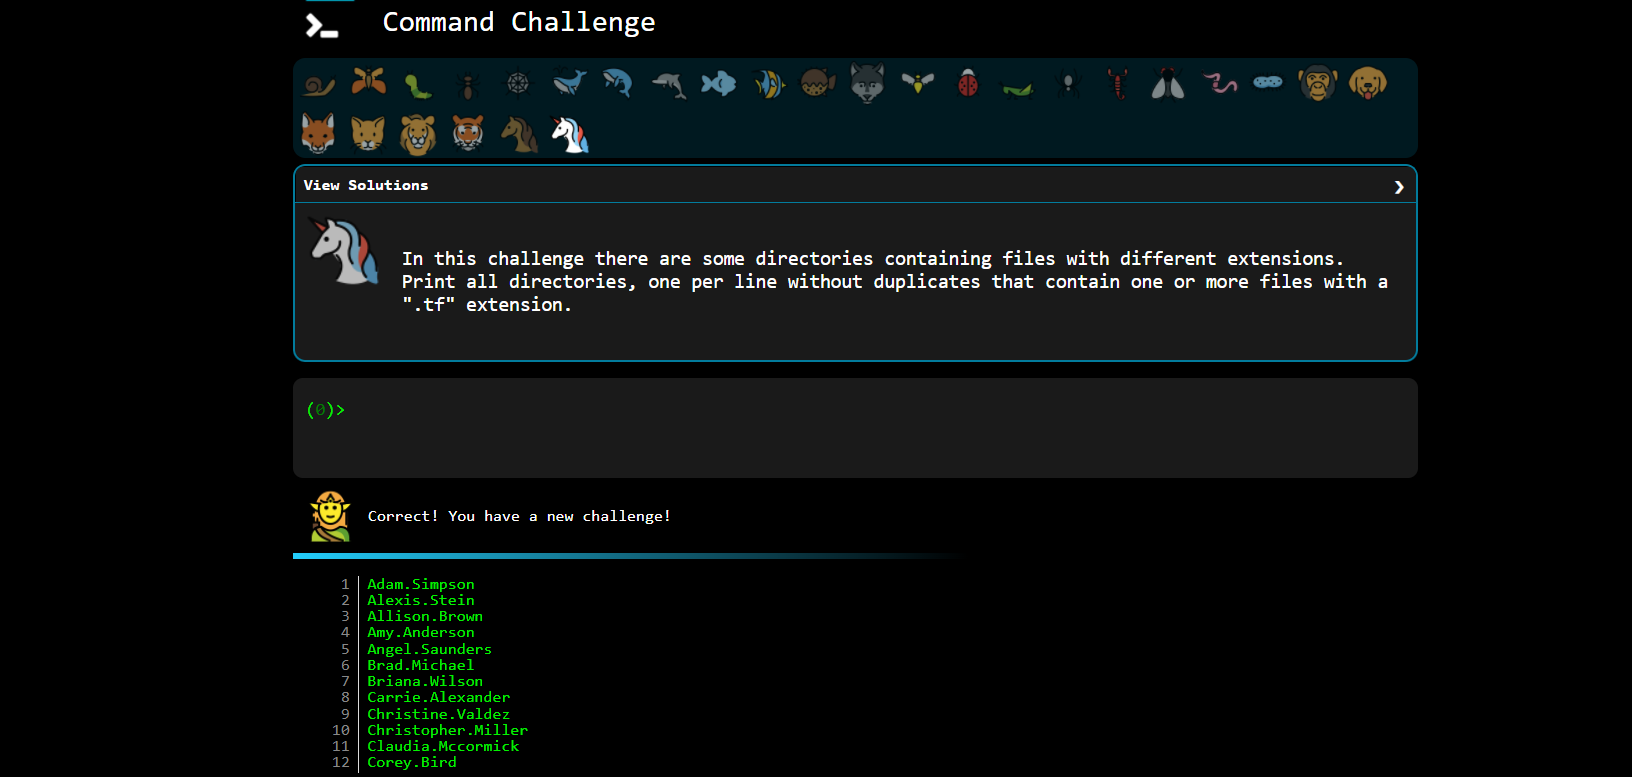 Command Challenge
View Solutions
In this challenge there are some directories containing files with different extensions.
Print all directories, one per line without duplicates that contain one or more files with a
".tf" extension.
(0)>
Correct! You have a new challenge!
1 Adam.Simpson
2 Alexis.Stein
3 Allison.Brown
4 Amy.Anderson
5 Angel.Saunders
6 Brad.Michael
7 Briana.Wilson
8 Carrie.Alexander
9 Christine.Valdez
10 Christopher.Miller
11 Claudia.Mccormick
12 Corey.Bird